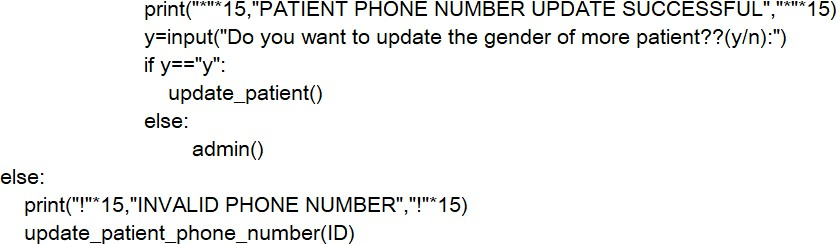 print("*"*15,"PATIENT PHONE NUMBER UPDATE SUCCESSFUL","*"*15)
y=input("Do you want to update the gender of more patient??(y/n):")
if y=="y":
update_patient()
else:
admin()
else:
print("!"*15,"INVALID PHONE NUMBER","!"*15)
update_patient_phone_number(ID)